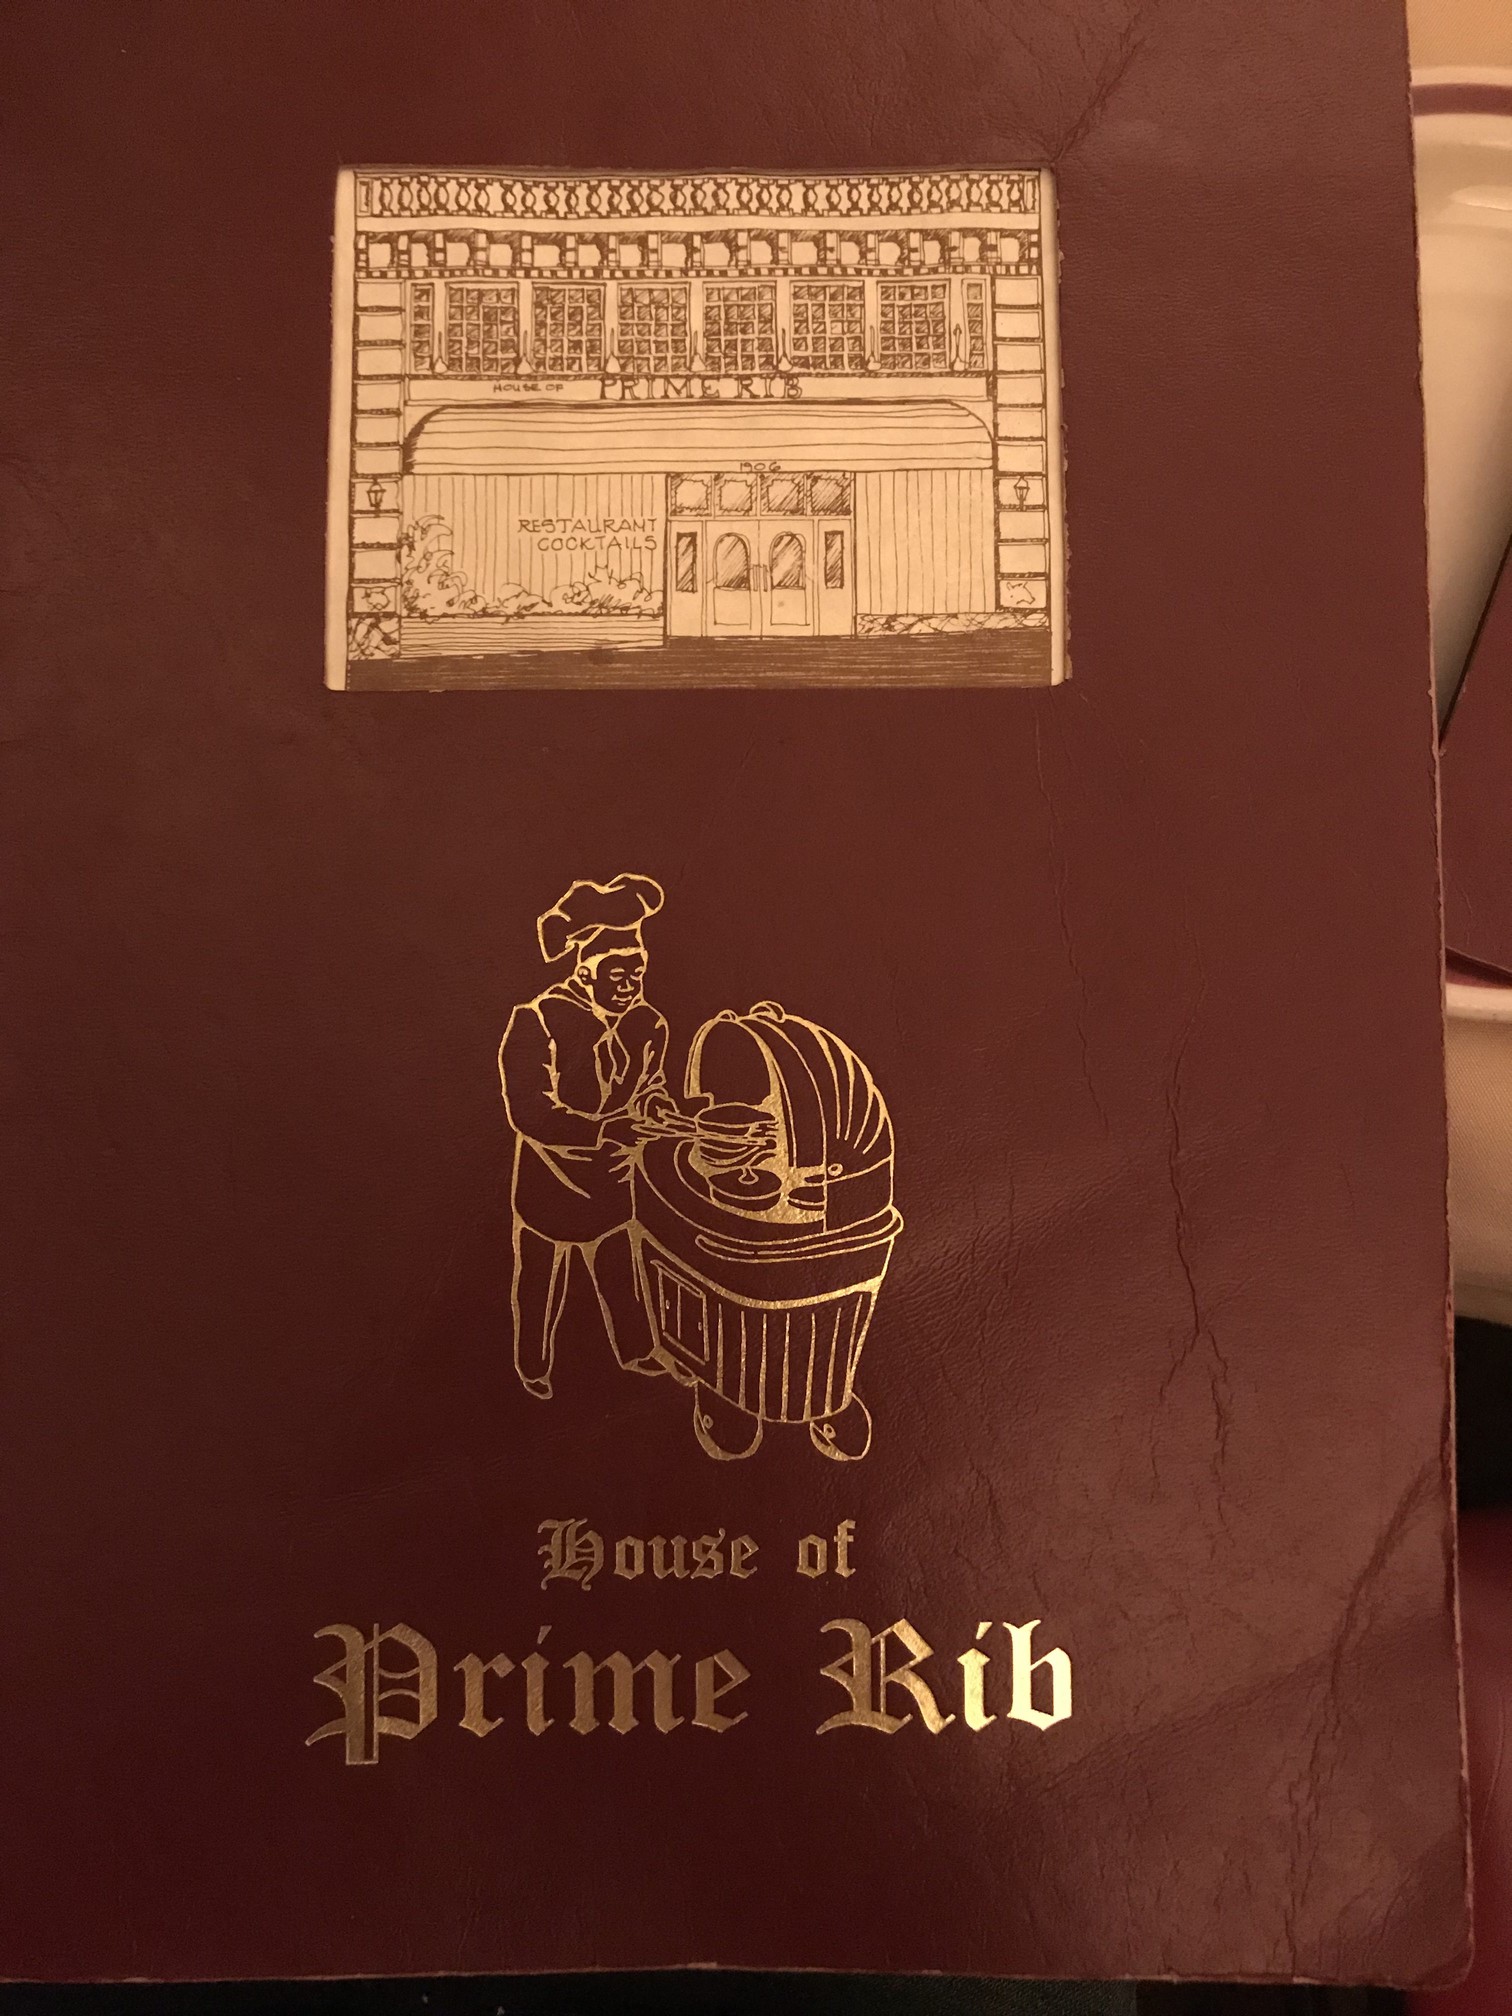 HOUSE OF PRIME RIB
1906
RESTAURANT
COCKTAILS
House of
Prime Rib